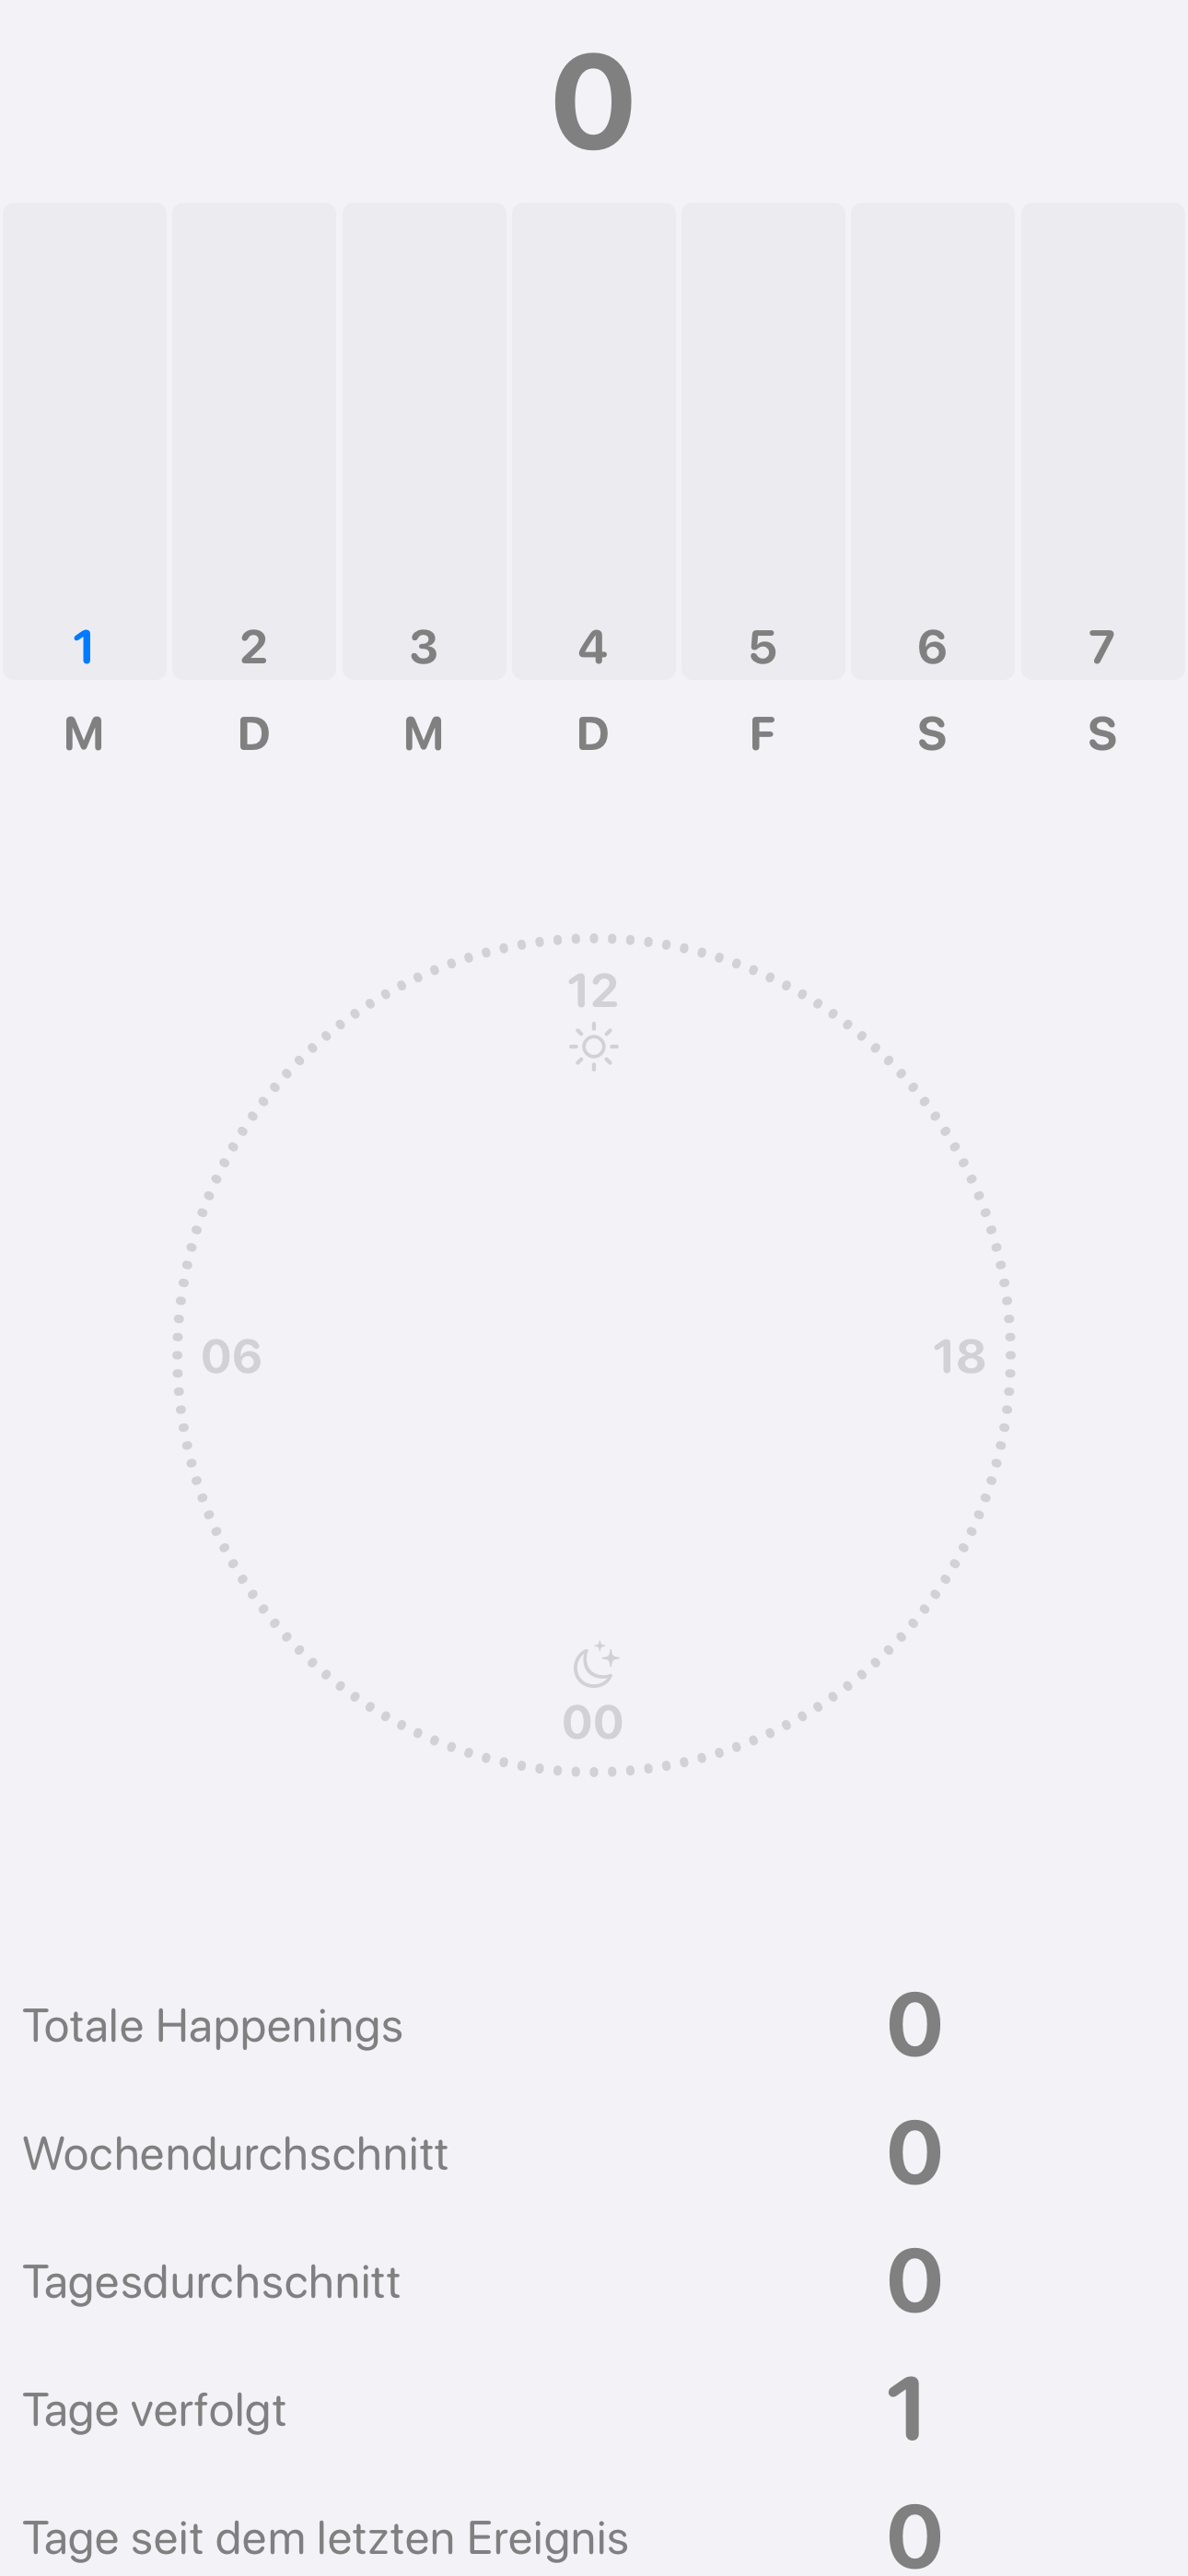 0
1 2 3 4 5 6 7
M D M D F S S
12
06 18
00
Totale Happenings 0
Wochendurchschnitt 0
Tagesdurchschnitt 0
Tage verfolgt 1
Tage seit dem letzten Ereignis 0